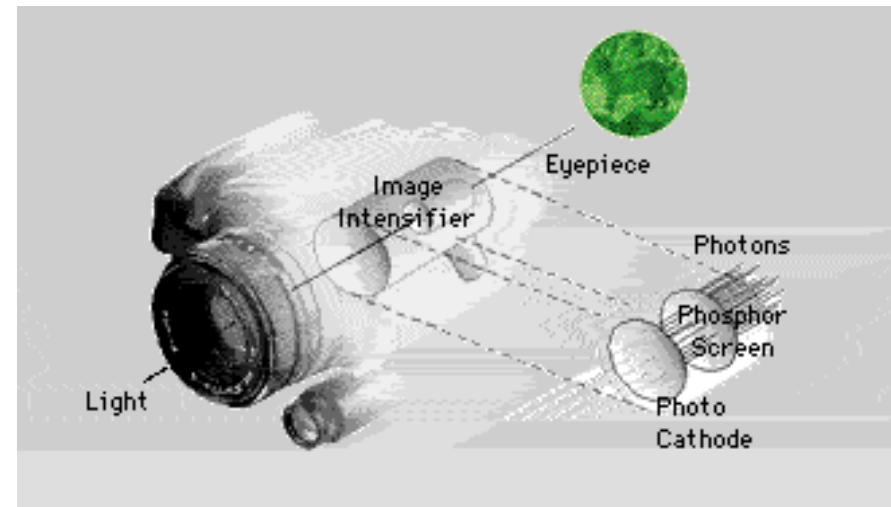 Eyepiece
Image
Intensifier
Photons
Phosphor
Screen
Light
Photo
Cathode